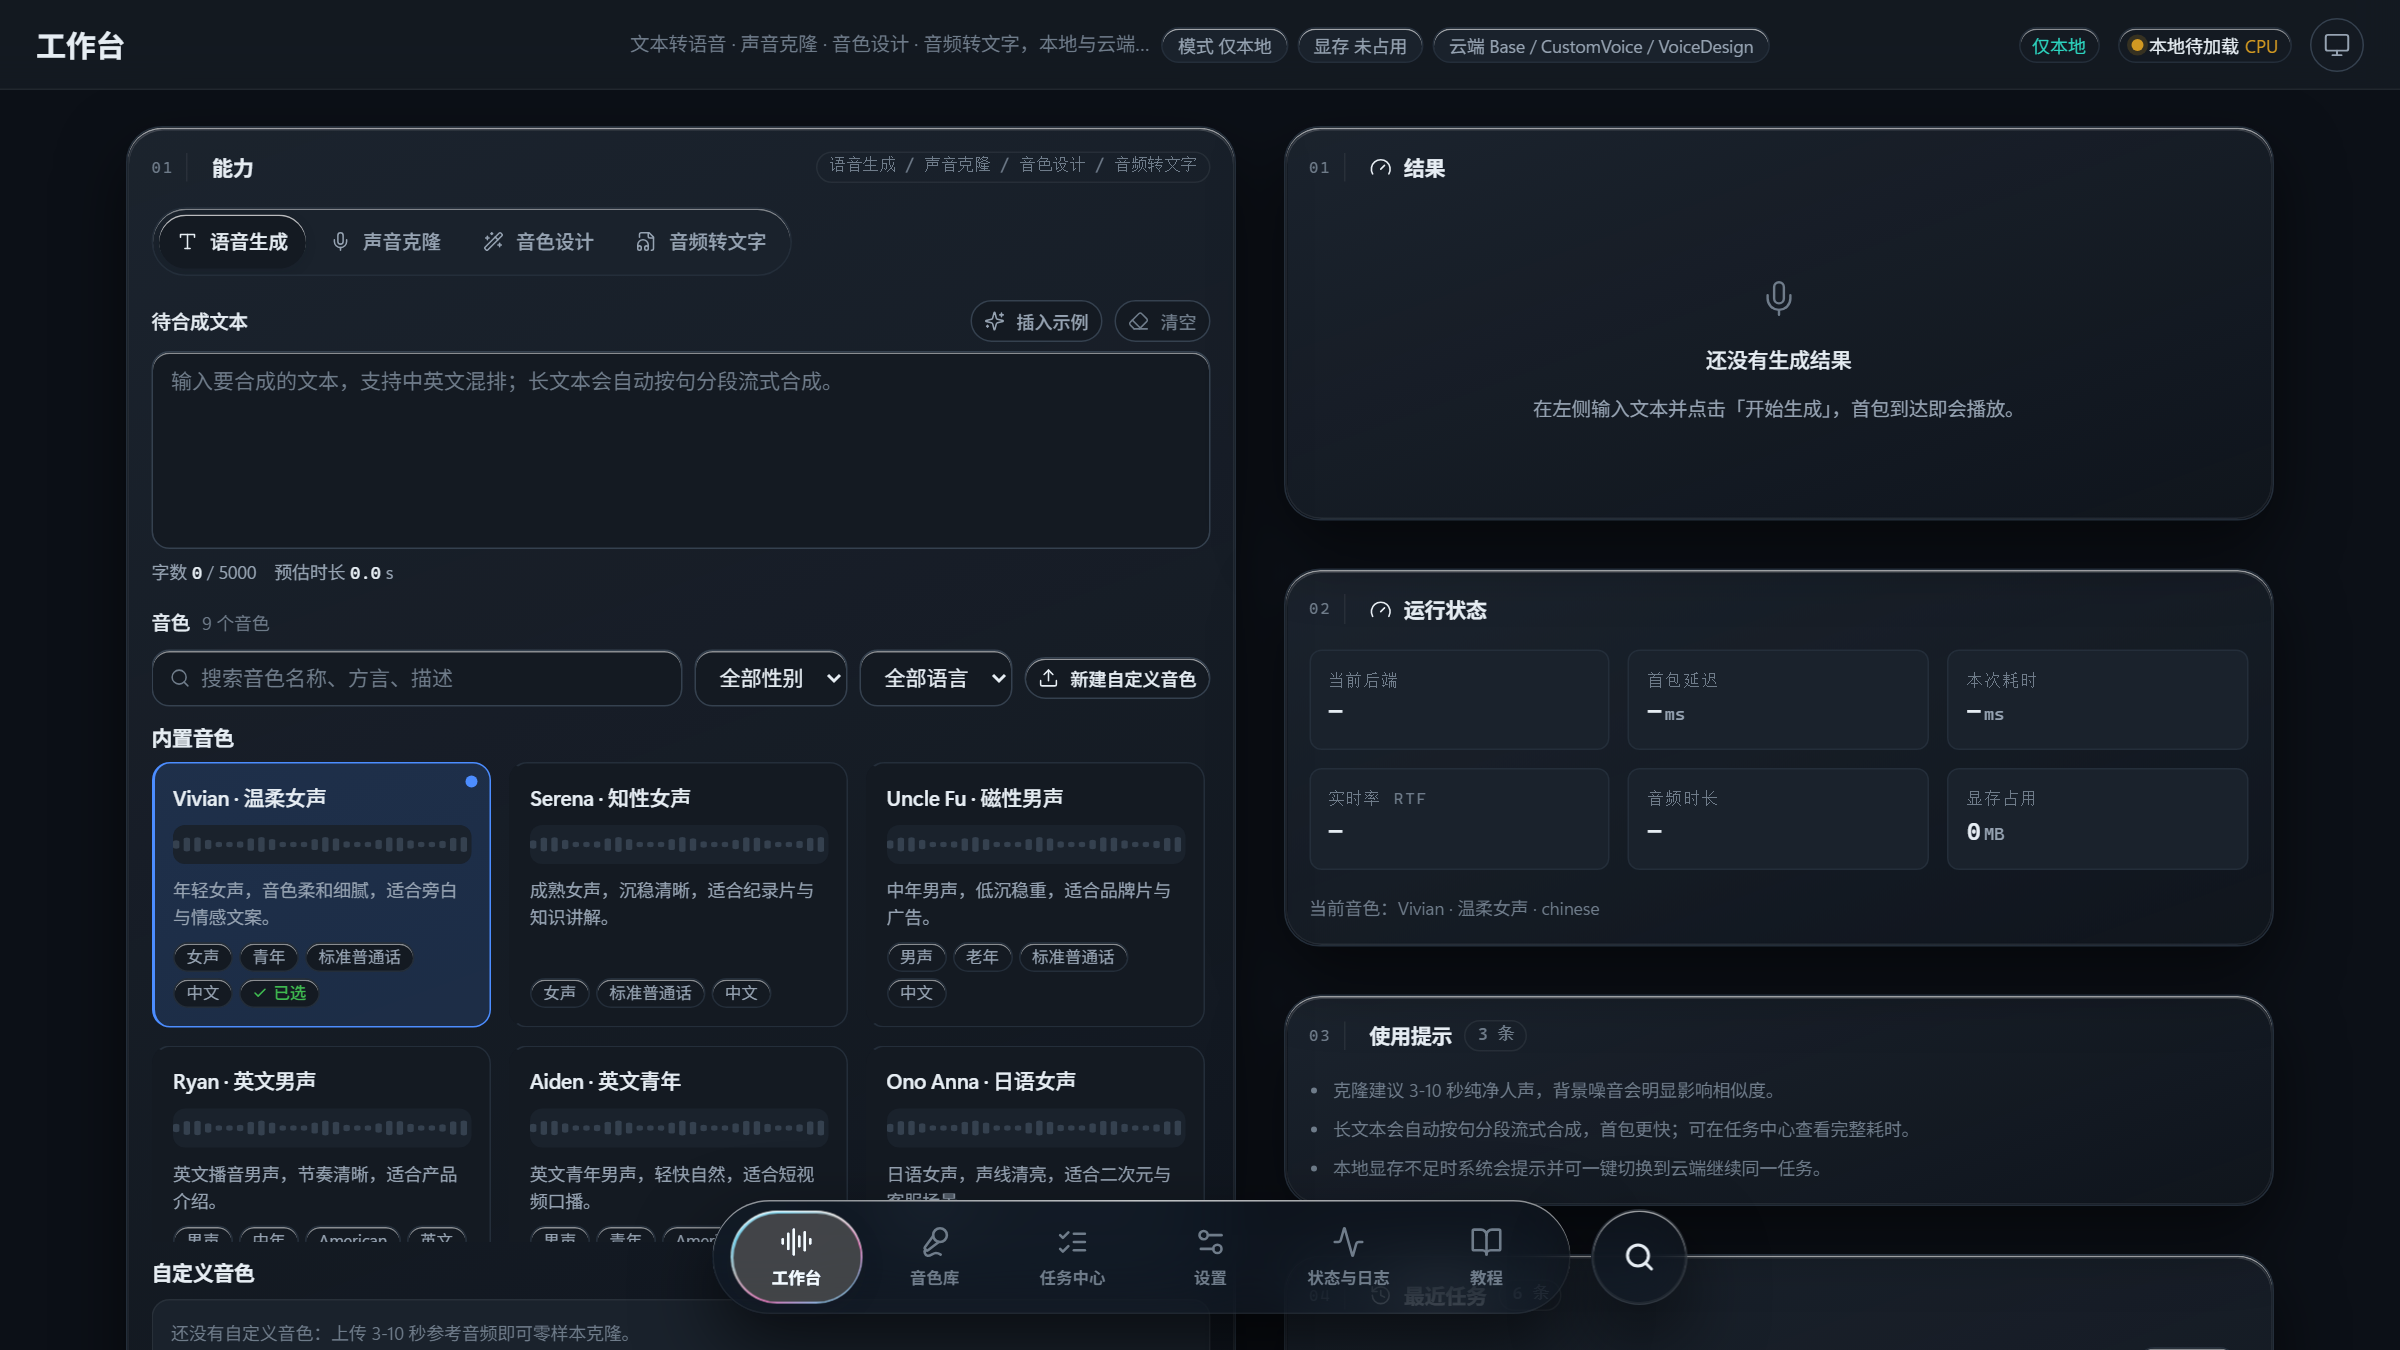 工作台
文本转语音 · 声音克隆 · 音色设计 · 音频转文字，本地与云端...
模式 仅本地
显存 未占用
云端 Base / CustomVoice / VoiceDesign
仅本地
本地待加载 CPU
01 能力
语音生成 / 声音克隆 / 音色设计 / 音频转文字
语音生成
声音克隆
音色设计
音频转文字
待合成文本
插入示例
清空
输入要合成的文本，支持中英文混排；长文本会自动按句分段流式合成。
字数 0 / 5000 预估时长 0.0 s
音色 9 个音色
搜索音色名称、方言、描述
全部性别
全部语言
新建自定义音色
内置音色
Vivian · 温柔女声
年轻女声，音色柔和细腻，适合旁白
与情感文案。
女声 青年 标准普通话
中文 已选
Serena · 知性女声
成熟女声，沉稳清晰，适合纪录片与
知识讲解。
女声 标准普通话 中文
Uncle Fu · 磁性男声
中年男声，低沉稳重，适合品牌片与
广告。
男声 老年 标准普通话
中文
Ryan · 英文男声
英文播音男声，节奏清晰，适合产品
介绍。
男声 中年 American 英文
Aiden · 英文青年
英文青年男声，轻快自然，适合短视
频口播。
男声 青年
Ono Anna · 日语女声
日语女声，声线清亮，适合二次元与
客服场景。
自定义音色
还没有自定义音色：上传 3-10 秒参考音频即可零样本克隆。
01 结果
还没有生成结果
在左侧输入文本并点击「开始生成」，首包到达即会播放。
02 运行状态
当前后端
–
首包延迟
– ms
本次耗时
– ms
实时率 RTF
–
音频时长
–
显存占用
0 MB
当前音色：Vivian · 温柔女声 · chinese
03 使用提示 3 条
• 克隆建议 3-10 秒纯净人声，背景噪音会明显影响相似度。
• 长文本会自动按句分段流式合成，首包更快；可在任务中心查看完整耗时。
• 本地显存不足时系统会提示并可一键切换到云端继续同一任务。
04 最近任务 6 条
工作台
音色库
任务中心
设置
状态与日志
教程